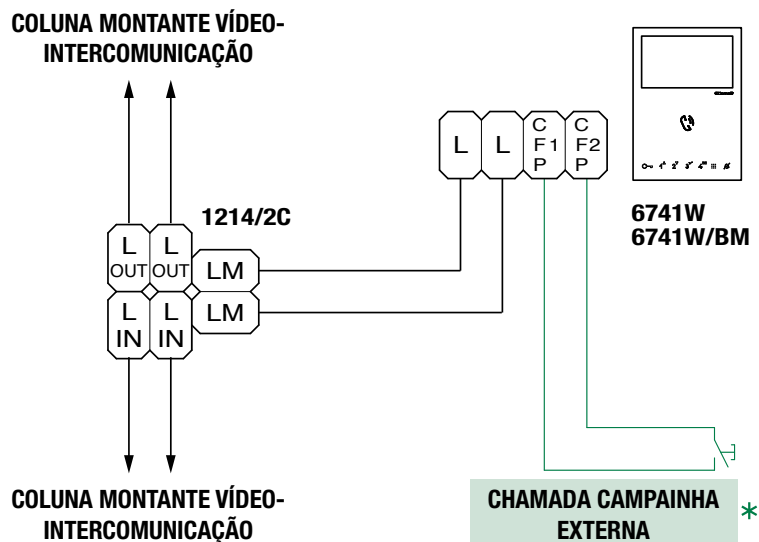 COLUNA MONTANTE VÍDEO-
INTERCOMUNICAÇÃO
L
L
C
F1
P
C
F2
P
6741W
6741W/BM
1214/2C
L
OUT
L
OUT
LM
L
IN
L
IN
LM
COLUNA MONTANTE VÍDEO-
INTERCOMUNICAÇÃO
CHAMADA CAMPAINHA *
EXTERNA